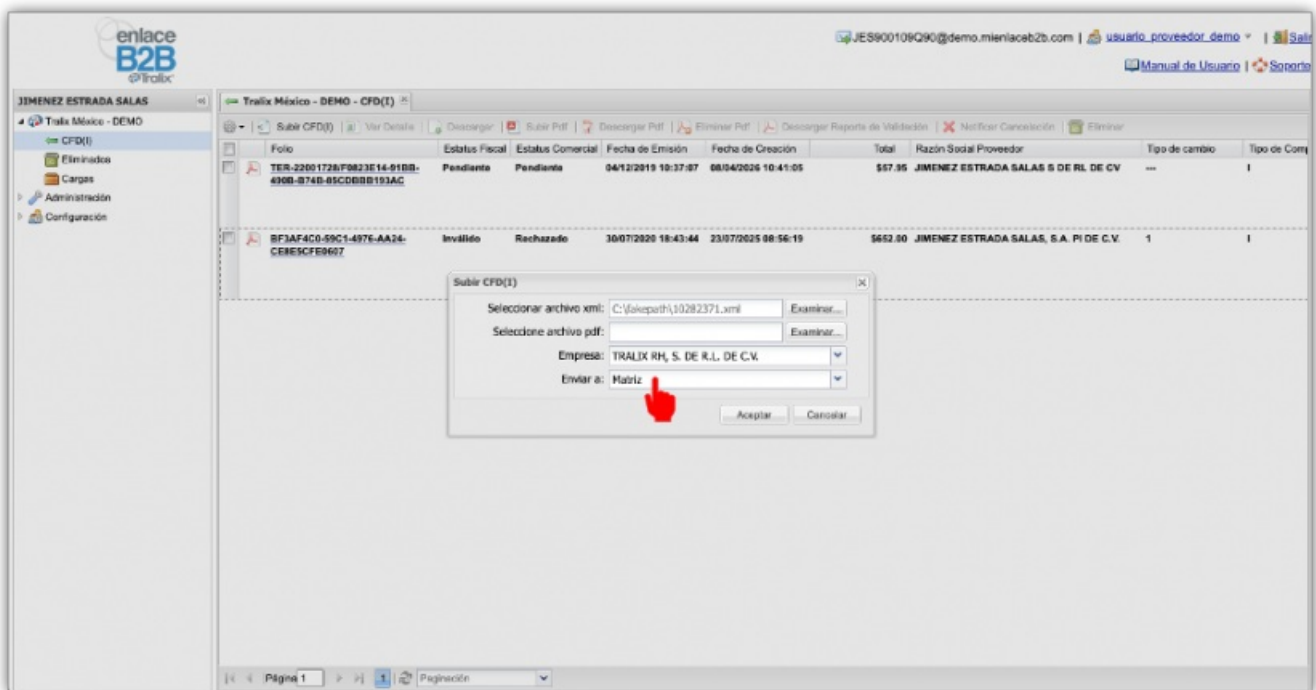 enlace
B2B
@Tralix
JES900109Q90@demo.mienlaceb2b.com | usuario_proveedor_demo | Salir
Manual de Usuario | Soporte
JIMENEZ ESTRADA SALAS
Tralix México - DEMO
CFD(I)
Eliminados
Cargas
Administración
Configuración
Tralix México - DEMO - CFD(I)
Subir CFD(I) | Ver Detalle | Descargar | Subir Pdf | Descargar Pdf | Eliminar Pdf | Descargar Reporte de Validación | Notificar Cancelación | Eliminar
Folio Estatus Fiscal Estatus Comercial Fecha de Emisión Fecha de Creación Total Razón Social Proveedor Tipo de cambio Tipo de Comp
TER-22001728/F0823E14-91BB- Pendiente Pendiente 04/12/2019 10:37:07 08/04/2026 10:41:05 $57.95 JIMENEZ ESTRADA SALAS S DE RL DE CV --- I
490B-B74B-85CDBBB193AC
BF3AF4C0-59C1-4976-AA24- Inválido Rechazado 30/07/2020 18:43:44 23/07/2025 08:56:19 $652.00 JIMENEZ ESTRADA SALAS, S.A. PI DE C.V. 1 I
CE8E5CFE0607
Subir CFD(I)
Seleccionar archivo xml: C:\fakepath\10282371.xml Examinar...
Seleccione archivo pdf: Examinar...
Empresa: TRALIX RH, S. DE R.L. DE C.V.
Enviar a: Matriz
Aceptar Cancelar
Página 1 1 Paginación